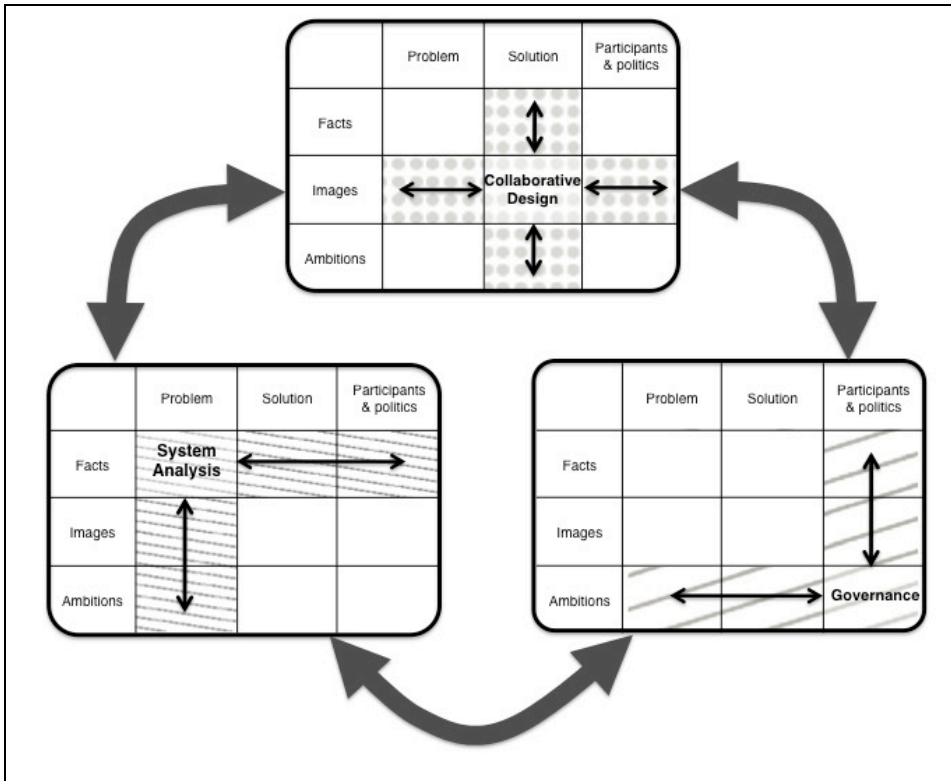 Problem Solution Participants
& politics
Facts
Images Collaborative
Design
Ambitions
Problem Solution Participants
& politics
Facts System
Analysis
Images
Ambitions
Problem Solution Participants
& politics
Facts
Images
Ambitions Governance